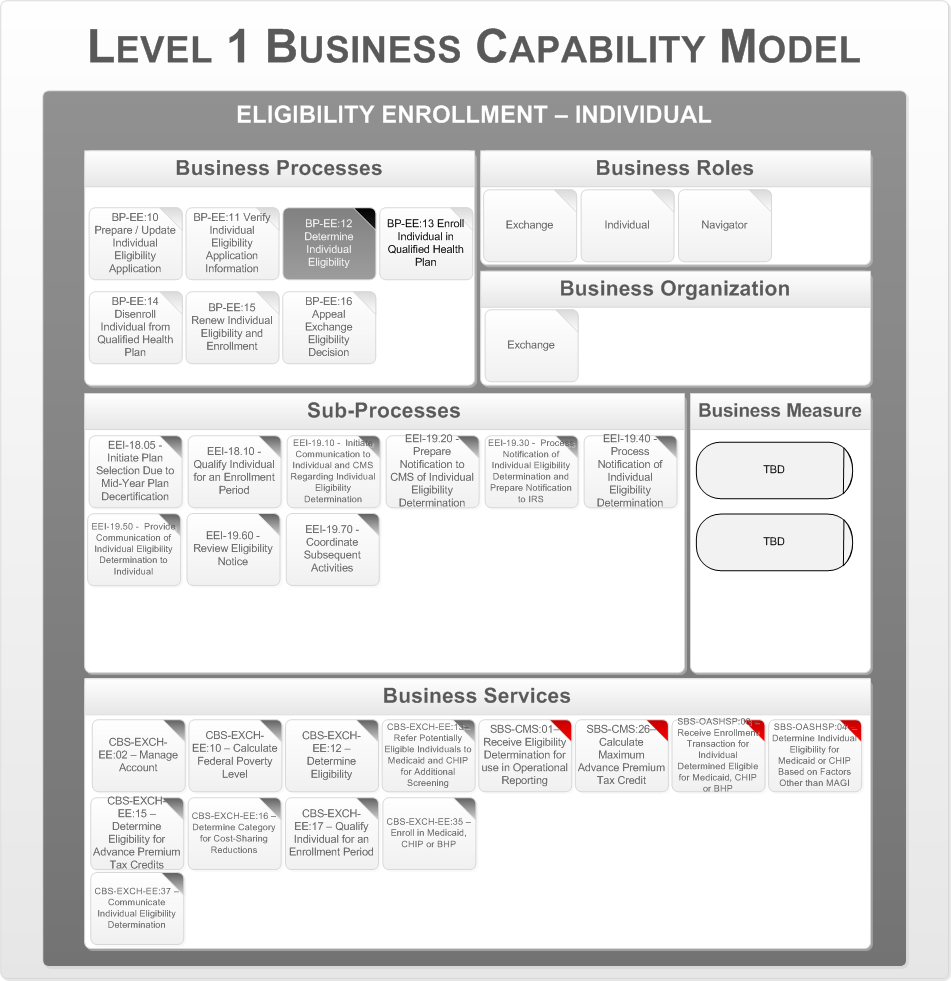 LEVEL 1 BUSINESS CAPABILITY MODEL
ELIGIBILITY ENROLLMENT – INDIVIDUAL
Business Processes
BP-EE:10
Prepare / Update
Individual
Eligibility
Application
BP-EE:11 Verify
Individual
Eligibility
Application
Information
BP-EE:12
Determine
Individual
Eligibility
BP-EE:13 Enroll
Individual in
Qualified Health
Plan
BP-EE:14
Disenroll
Individual from
Qualified Health
Plan
BP-EE:15
Renew Individual
Eligibility and
Enrollment
BP-EE:16
Appeal
Exchange
Eligibility
Decision
Business Roles
Exchange
Individual
Navigator
Business Organization
Exchange
Sub-Processes
EEI-18.05 -
Initiate Plan
Selection Due to
Mid-Year Plan
Decertification
EEI-18.10 -
Qualify Individual
for an Enrollment
Period
EEI-19.10 - Initiate
Communication to
Individual and CMS
Regarding Individual
Eligibility
Determination
EEI-19.20 -
Prepare
Notification to
CMS of Individual
Eligibility
Determination
EEI-19.30 - Process
Notification of
Individual Eligibility
Determination and
Prepare Notification
to IRS
EEI-19.40 -
Process
Notification of
Individual
Eligibility
Determination
EEI-19.50 - Provide
Communication of
Individual Eligibility
Determination to
Individual
EEI-19.60 -
Review Eligibility
Notice
EEI-19.70 -
Coordinate
Subsequent
Activities
Business Measure
TBD
TBD
Business Services
CBS-EXCH-
EE:02 – Manage
Account
CBS-EXCH-
EE:10 – Calculate
Federal Poverty
Level
CBS-EXCH-
EE:12 –
Determine
Eligibility
CBS-EXCH-EE:13–
Refer Potentially
Eligible Individuals to
Medicaid and CHIP
for Additional
Screening
SBS-CMS:01–
Receive Eligibility
Determination for
use in Operational
Reporting
SBS-CMS:26–
Calculate
Maximum
Advance Premium
Tax Credit
Receive Enrollment
Transaction for
Individual
Determined Eligible
for Medicaid, CHIP
or BHP
SBS-OASHSP:04–
Determine Individual
Eligibility for
Medicaid or CHIP
Based on Factors
Other than MAGI
CBS-EXCH-
EE:15 –
Determine
Eligibility for
Advance Premium
Tax Credits
CBS-EXCH-EE:16 –
Determine Category
for Cost-Sharing
Reductions
CBS-EXCH-
EE:17 – Qualify
Individual for an
Enrollment Period
CBS-EXCH-EE:35 –
Enroll in Medicaid,
CHIP or BHP
CBS-EXCH-EE:37 –
Communicate
Individual Eligibility
Determination